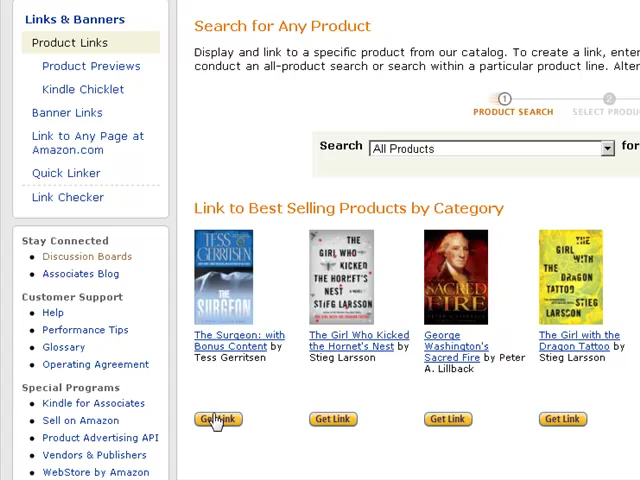 Links & Banners
Product Links
Product Previews
Kindle Chicklet
Banner Links
Link to Any Page at
Amazon.com
Quick Linker
Link Checker
Stay Connected
Discussion Boards
Associates Blog
Customer Support
Help
Performance Tips
Glossary
Operating Agreement
Special Programs
Kindle for Associates
Sell on Amazon
Product Advertising API
Vendors & Publishers
WebStore by Amazon
Search for Any Product
Display and link to a specific product from our catalog. To create a link, enter
conduct an all-product search or search within a particular product line. Alter
1 2
PRODUCT SEARCH SELECT PRODU
Search All Products for
Link to Best Selling Products by Category
TESS
GERRITSEN
THE
SURGEON
THE
GIRL WHO
KICKED
THE
HORNET'S
NEST
STIEG
LARSSON
SACRED
FIRE
THE
GIRL
WITH
THE
DRAGON
TATTOO
STIEG
LARSSON
The Surgeon: with
Bonus Content by
Tess Gerritsen
The Girl Who Kicked
the Hornet's Nest by
Stieg Larsson
George
Washington's
Sacred Fire by Peter
A. Lillback
The Girl with the
Dragon Tattoo by
Stieg Larsson
Get Link Get Link Get Link Get Link